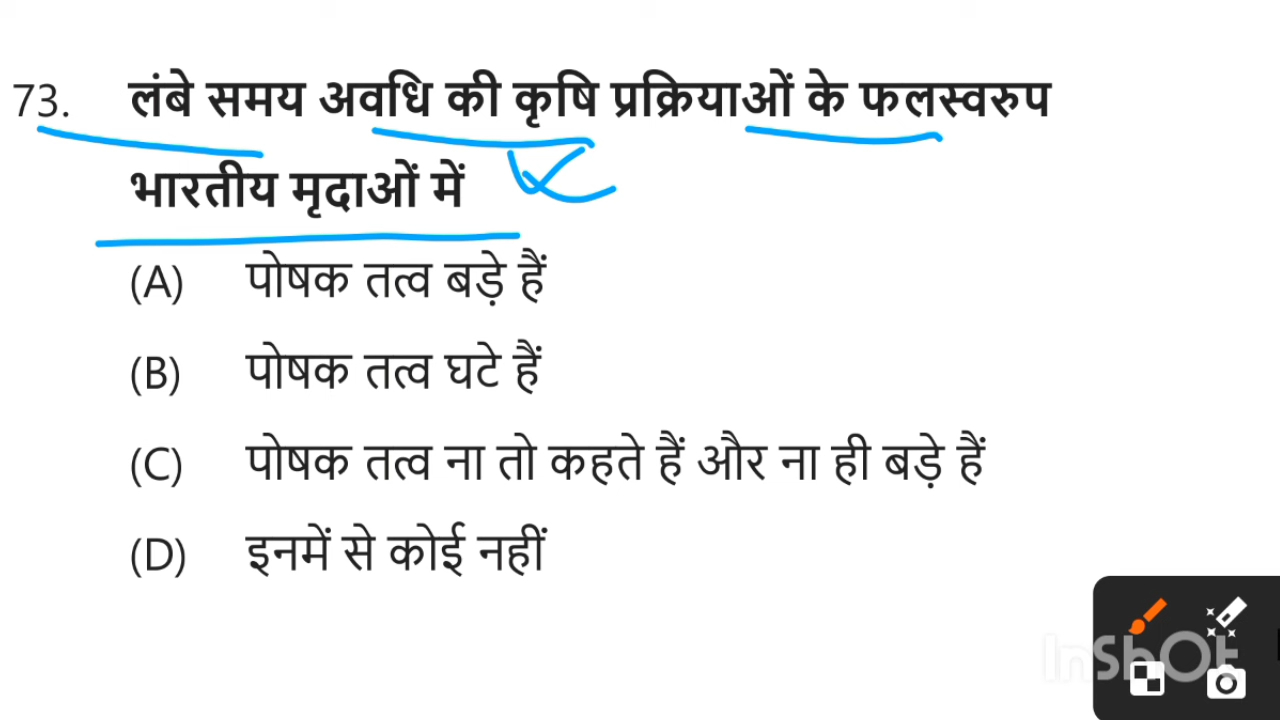 73. लंबे समय अवधि की कृषि प्रक्रियाओं के फलस्वरुप
भारतीय मृदाओं में
(A) पोषक तत्व बड़े हैं
(B) पोषक तत्व घटे हैं
(C) पोषक तत्व ना तो कहते हैं और ना ही बड़े हैं
(D) इनमें से कोई नहीं
InShOt